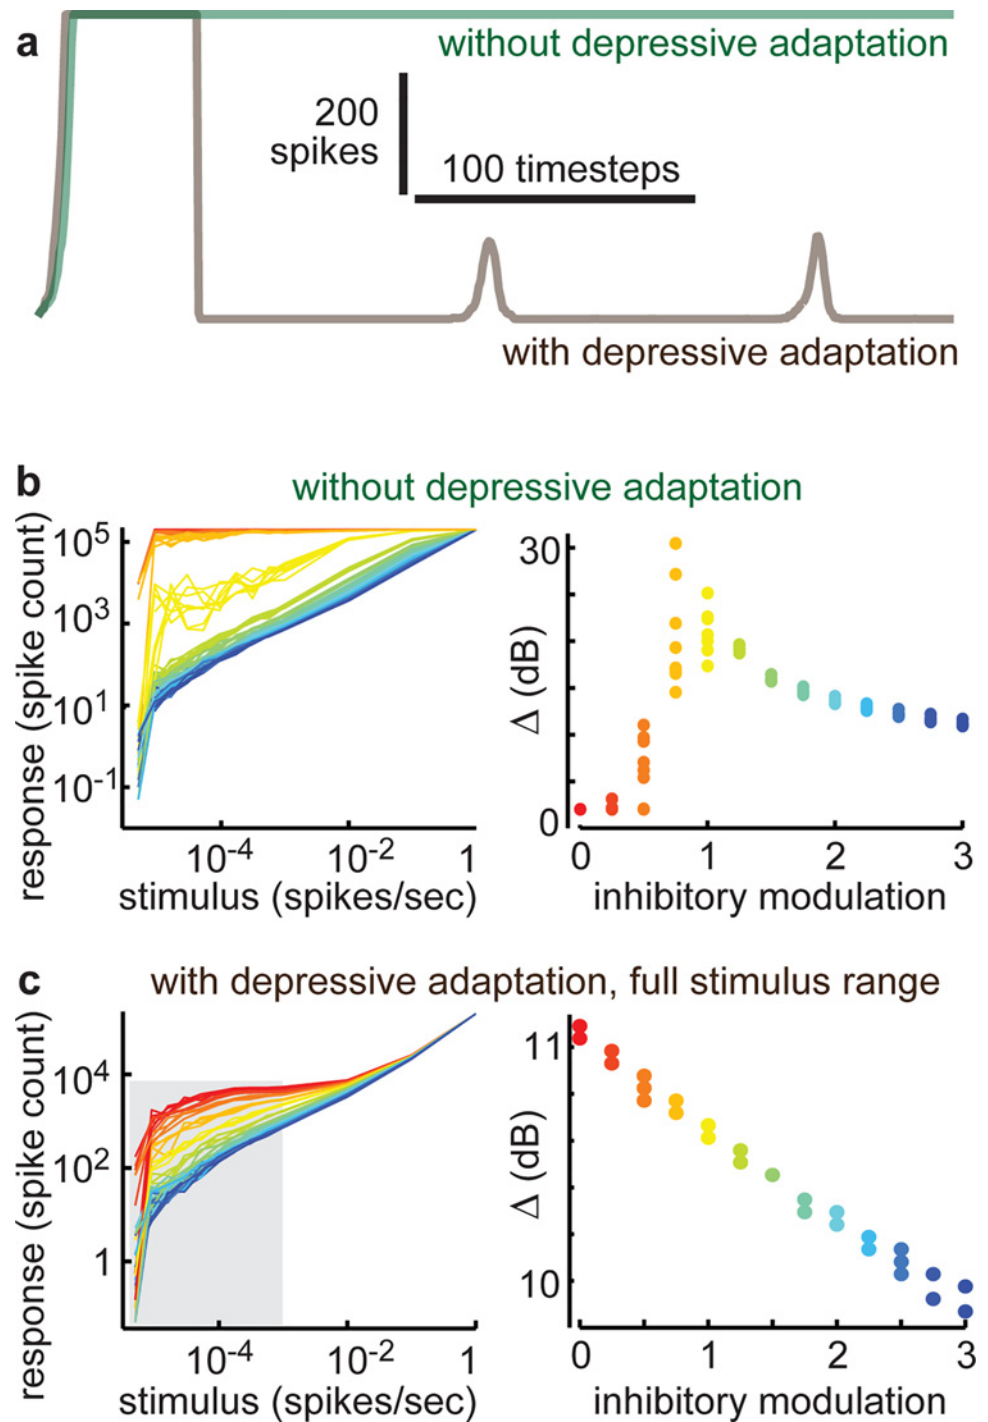 a
without depressive adaptation
200
spikes
100 timesteps
with depressive adaptation
b
without depressive adaptation
response (spike count)
10^5
10^3
10^1
10^-1
10^-4
10^-2
1
stimulus (spikes/sec)
Δ (dB)
30
0
0
1
2
3
inhibitory modulation
c
with depressive adaptation, full stimulus range
response (spike count)
10^4
10^2
1
10^-4
10^-2
1
stimulus (spikes/sec)
Δ (dB)
11
10
0
1
2
3
inhibitory modulation